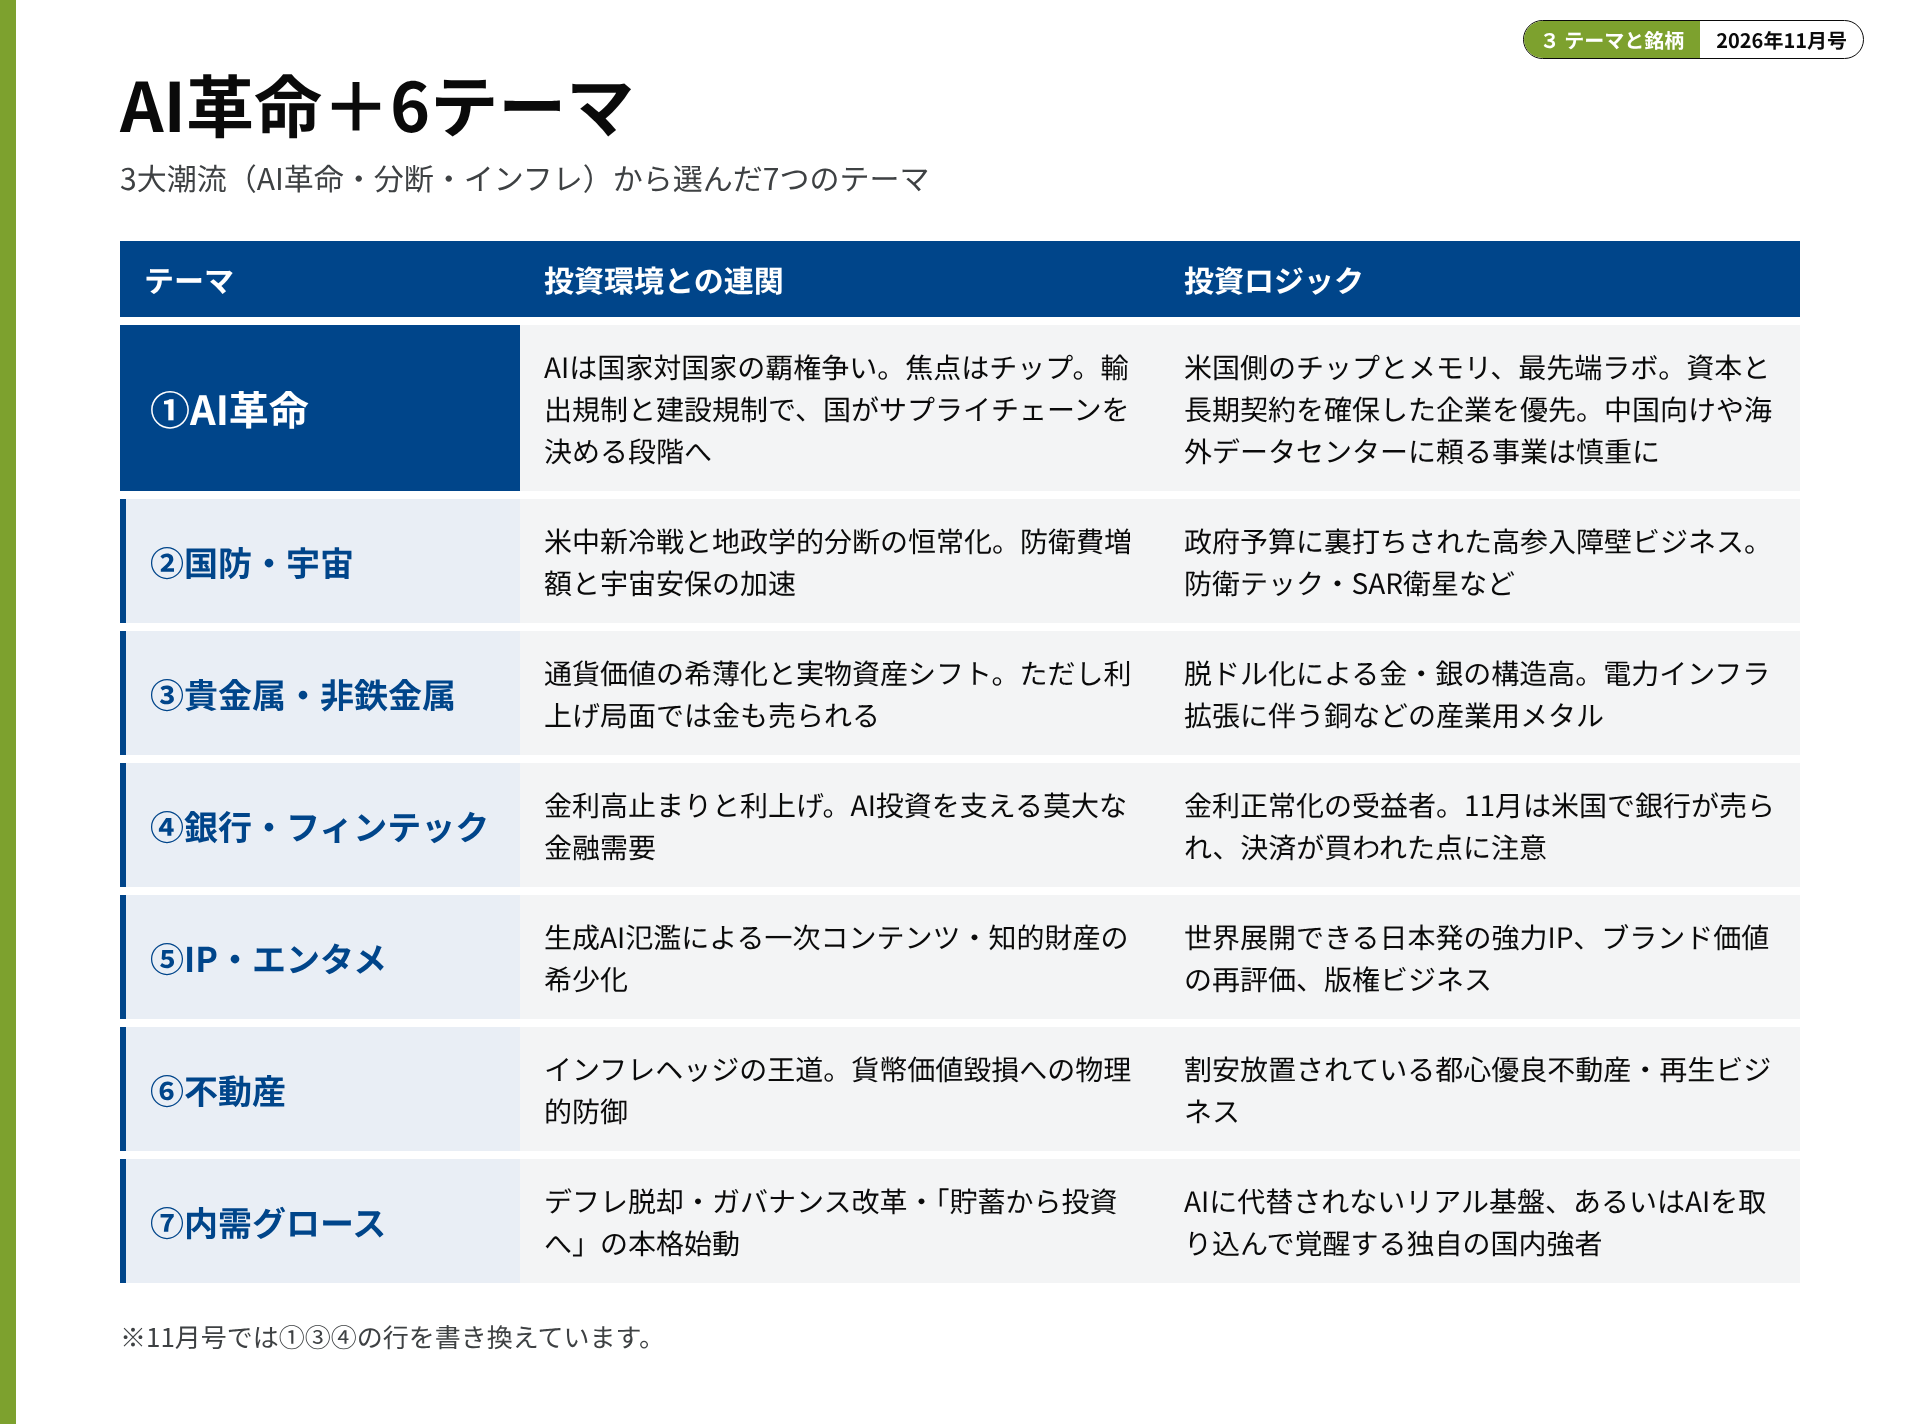 3 テーマと銘柄 2026年11月号
AI革命＋6テーマ
3大潮流（AI革命・分断・インフレ）から選んだ7つのテーマ
テーマ 投資環境との連関 投資ロジック
①AI革命
AIは国家対国家の覇権争い。焦点はチップ。輸
出規制と建設規制で、国がサプライチェーンを
決める段階へ
米国側のチップとメモリ、最先端ラボ。資本と
長期契約を確保した企業を優先。中国向けや海
外データセンターに頼る事業は慎重に
②国防・宇宙
米中新冷戦と地政学的分断の恒常化。防衛費増
額と宇宙安保の加速
政府予算に裏打ちされた高参入障壁ビジネス。
防衛テック・SAR衛星など
③貴金属・非鉄金属
通貨価値の希薄化と実物資産シフト。ただし利
上げ局面では金も売られる
脱ドル化による金・銀の構造高。電力インフラ
拡張に伴う銅などの産業用メタル
④銀行・フィンテック
金利高止まりと利上げ。AI投資を支える莫大な
金融需要
金利正常化の受益者。11月は米国で銀行が売ら
れ、決済が買われた点に注意
⑤IP・エンタメ
生成AI氾濫による一次コンテンツ・知的財産の
希少化
世界展開できる日本発の強力IP、ブランド価値
の再評価、版権ビジネス
⑥不動産
インフレヘッジの王道。貨幣価値毀損への物理
的防御
割安放置されている都心優良不動産・再生ビジ
ネス
⑦内需グロース
デフレ脱却・ガバナンス改革・「貯蓄から投資
へ」の本格始動
AIに代替されないリアル基盤、あるいはAIを取
り込んで覚醒する独自の国内強者
※11月号では①③④の行を書き換えています。